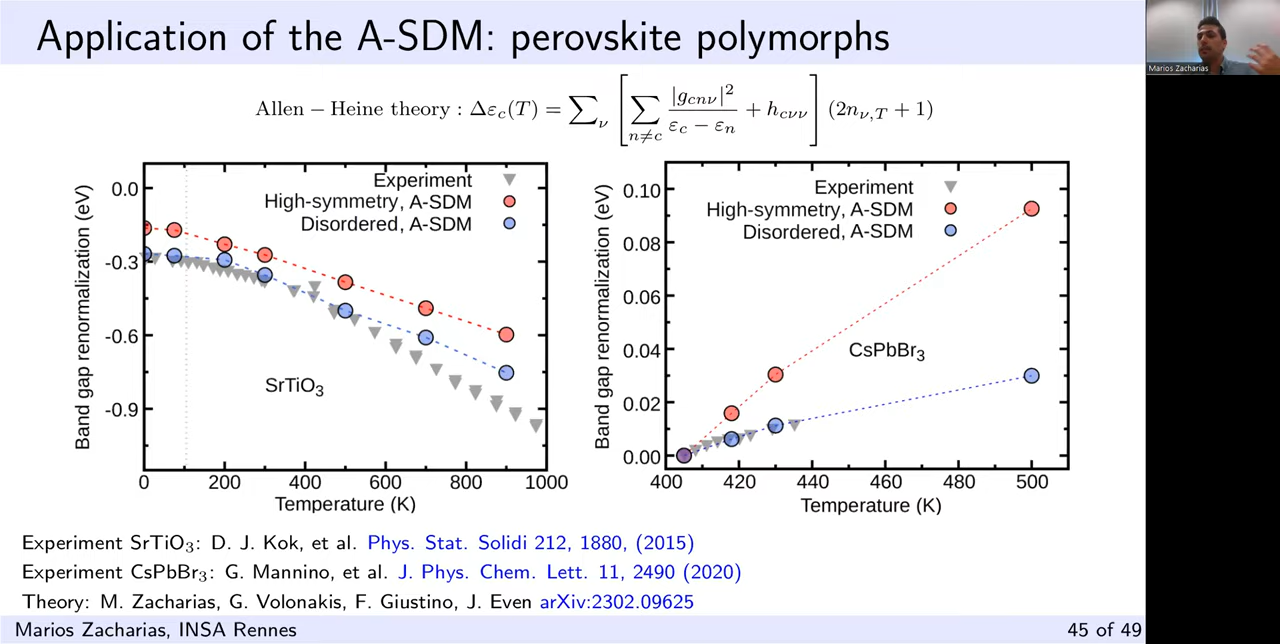 Application of the A-SDM: perovskite polymorphs
Marios Zacharias
Allen − Heine theory : Δε_c(T) = ∑_ν [ ∑_{n≠c} |g_{cnν}|² / (ε_c − ε_n) + h_{cνν} ] (2n_{ν,T} + 1)
Band gap renormalization (eV)
0.0
-0.3
-0.6
-0.9
Experiment
High-symmetry, A-SDM
Disordered, A-SDM
SrTiO₃
0 200 400 600 800 1000
Temperature (K)
Band gap renormalization (eV)
0.10
0.08
0.06
0.04
0.02
0.00
Experiment
High-symmetry, A-SDM
Disordered, A-SDM
CsPbBr₃
400 420 440 460 480 500
Temperature (K)
Experiment SrTiO₃: D. J. Kok, et al. Phys. Stat. Solidi 212, 1880, (2015)
Experiment CsPbBr₃: G. Mannino, et al. J. Phys. Chem. Lett. 11, 2490 (2020)
Theory: M. Zacharias, G. Volonakis, F. Giustino, J. Even arXiv:2302.09625
Marios Zacharias, INSA Rennes
45 of 49